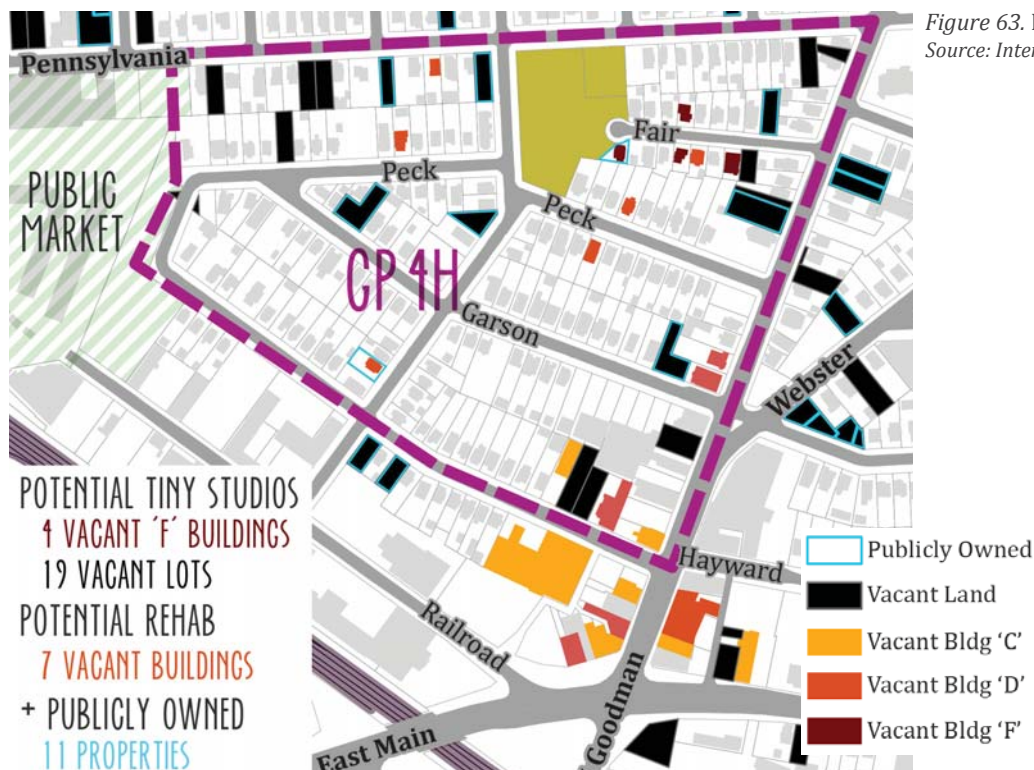 Figure 63.
Source: Inter
Pennsylvania
Fair
Peck
PUBLIC
MARKET
Peck
GP 4H
Garson
Webster
POTENTIAL TINY STUDIOS
4 VACANT 'F' BUILDINGS
19 VACANT LOTS
POTENTIAL REHAB
7 VACANT BUILDINGS
+ PUBLICLY OWNED
11 PROPERTIES
Hayward
Railroad
Goodman
East Main
Publicly Owned
Vacant Land
Vacant Bldg ‘C’
Vacant Bldg ‘D’
Vacant Bldg ‘F’